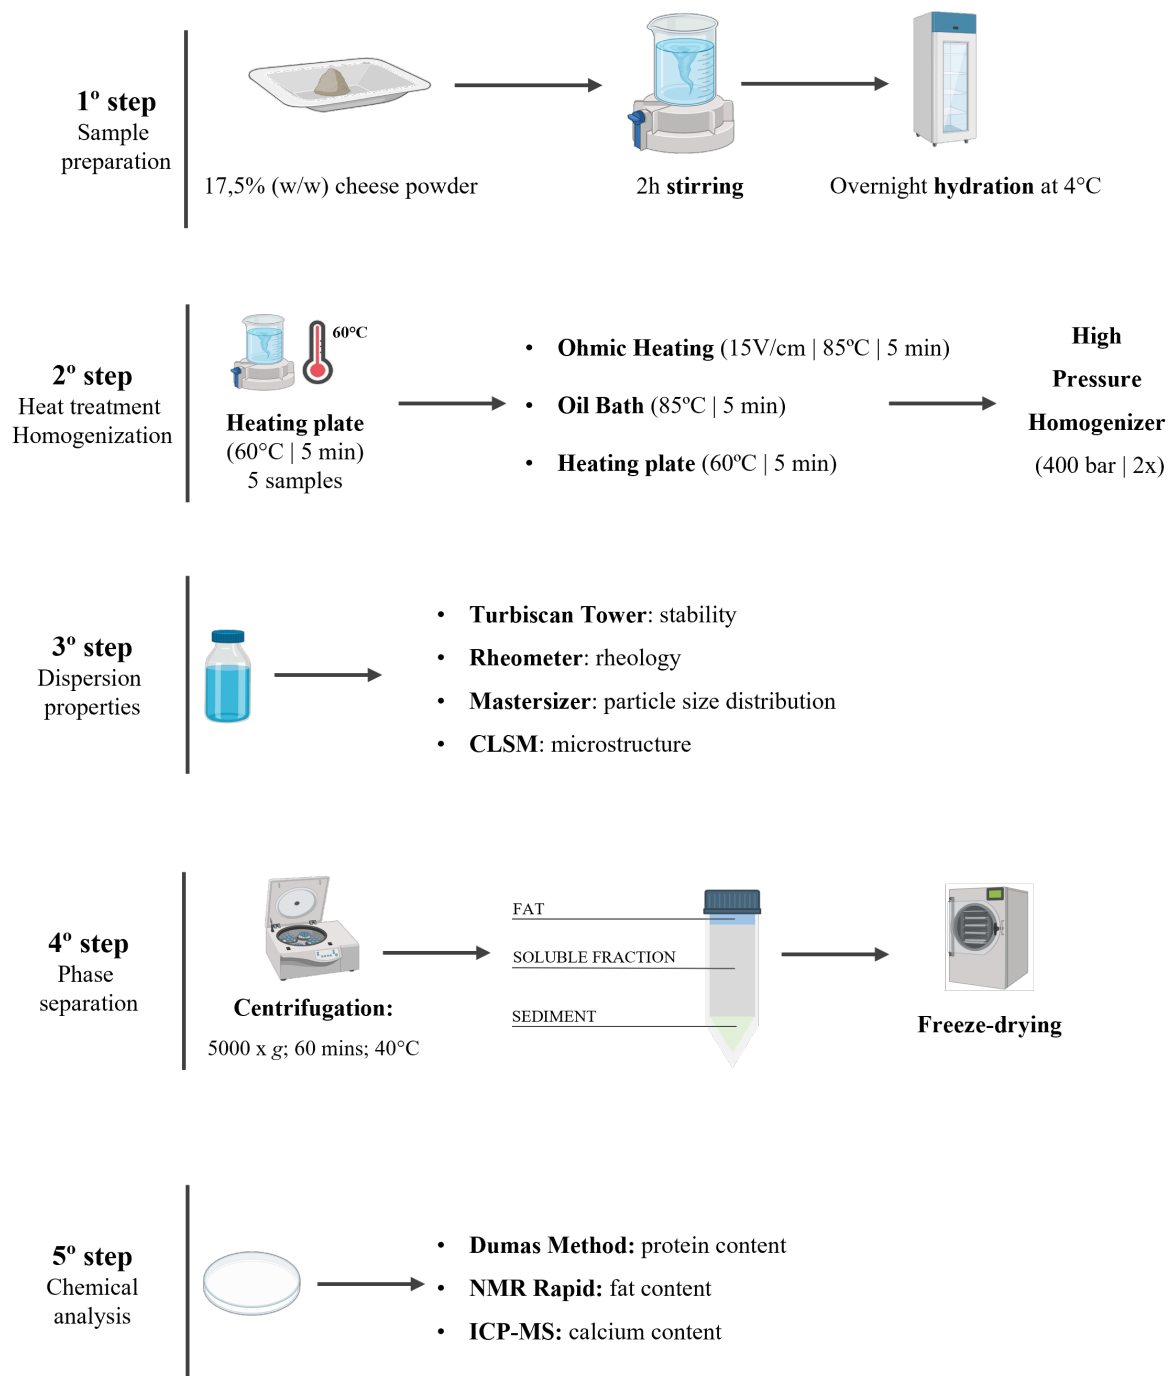 1º step
Sample
preparation
17,5% (w/w) cheese powder
2h stirring
Overnight hydration at 4°C
2º step
Heat treatment
Homogenization
60°C
Heating plate
(60°C | 5 min)
5 samples
• Ohmic Heating (15V/cm | 85ºC | 5 min)
• Oil Bath (85ºC | 5 min)
• Heating plate (60ºC | 5 min)
High
Pressure
Homogenizer
(400 bar | 2x)
3º step
Dispersion
properties
• Turbiscan Tower: stability
• Rheometer: rheology
• Mastersizer: particle size distribution
• CLSM: microstructure
4º step
Phase
separation
Centrifugation:
5000 x g; 60 mins; 40°C
FAT
SOLUBLE FRACTION
SEDIMENT
Freeze-drying
5º step
Chemical
analysis
• Dumas Method: protein content
• NMR Rapid: fat content
• ICP-MS: calcium content